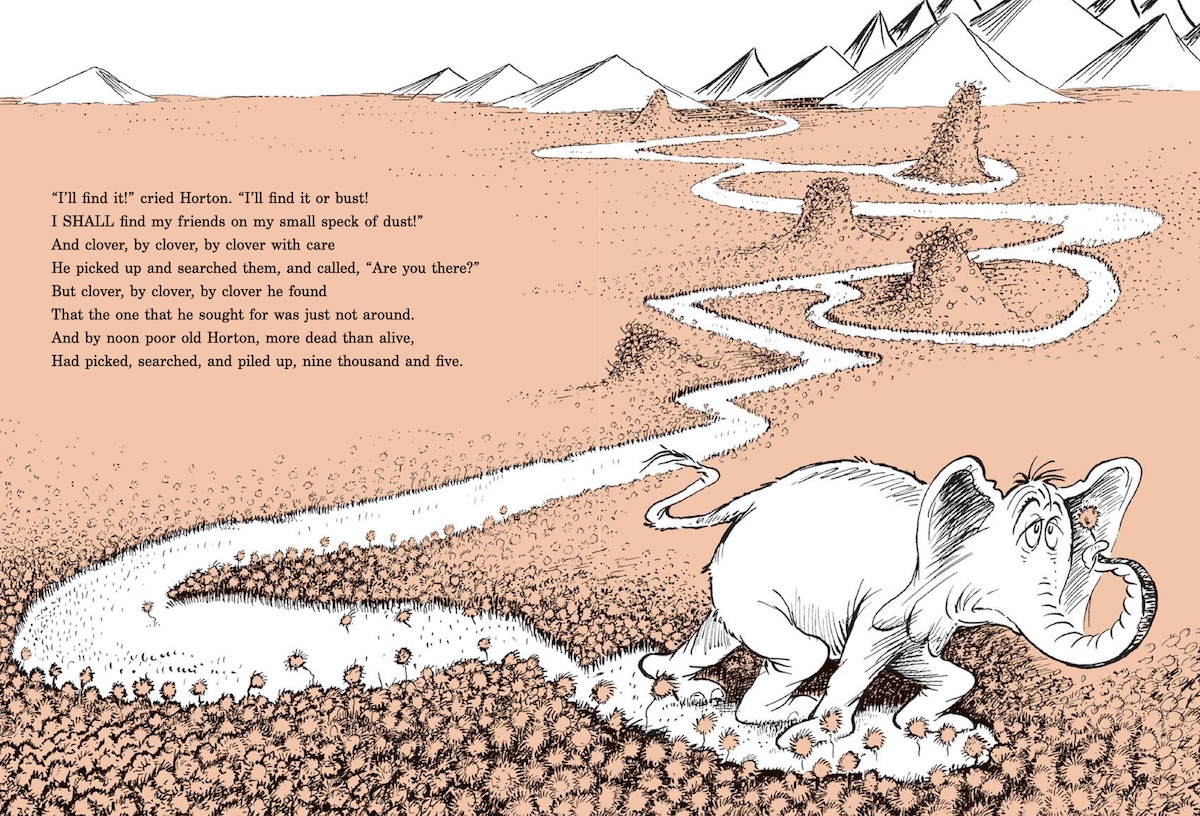 “I’ll find it!” cried Horton. “I’ll find it or bust!
I SHALL find my friends on my small speck of dust!”
And clover, by clover, by clover with care
He picked up and searched them, and called, “Are you there?”
But clover, by clover, by clover he found
That the one that he sought for was just not around.
And by noon poor old Horton, more dead than alive,
Had picked, searched, and piled up, nine thousand and five.